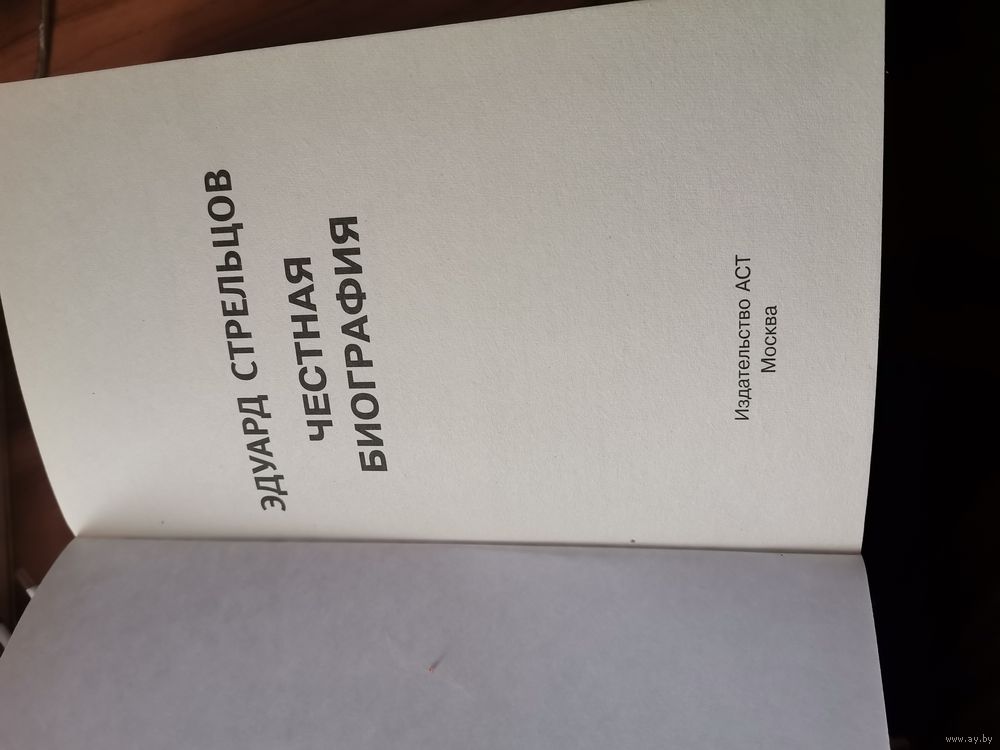 ЭДУАРД СТРЕЛЬЦОВ
ЧЕСТНАЯ
БИОГРАФИЯ
Издательство АСТ
Москва
www.ay.by